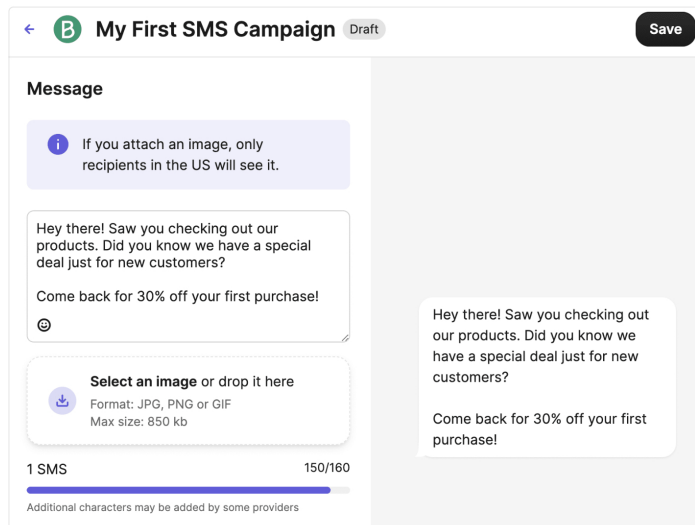 My First SMS Campaign Draft Save
Message
If you attach an image, only
recipients in the US will see it.
Hey there! Saw you checking out our
products. Did you know we have a special
deal just for new customers?
Come back for 30% off your first purchase!
Select an image or drop it here
Format: JPG, PNG or GIF
Max size: 850 kb
1 SMS 150/160
Additional characters may be added by some providers
Hey there! Saw you checking out
our products. Did you know we
have a special deal just for new
customers?
Come back for 30% off your first
purchase!